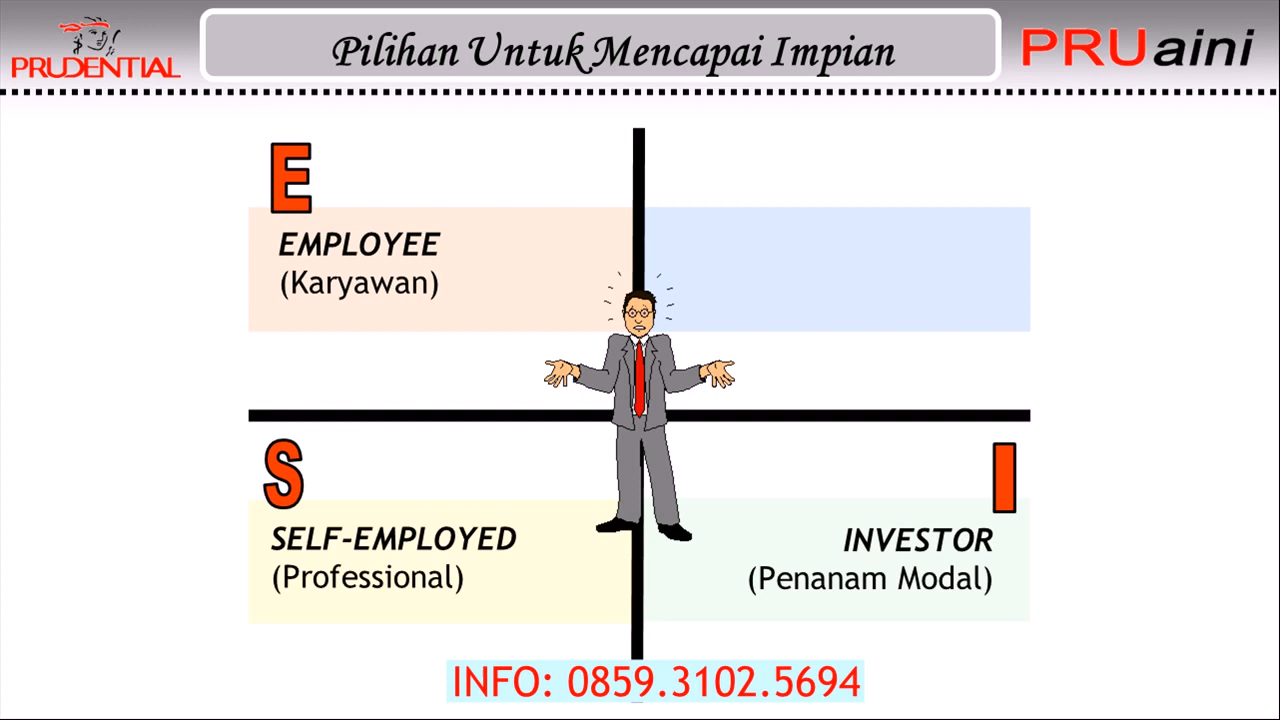 PRUDENTIAL
Pilihan Untuk Mencapai Impian
PRUaini
E
EMPLOYEE
(Karyawan)
S
SELF-EMPLOYED
(Professional)
I
INVESTOR
(Penanam Modal)
INFO: 0859.3102.5694